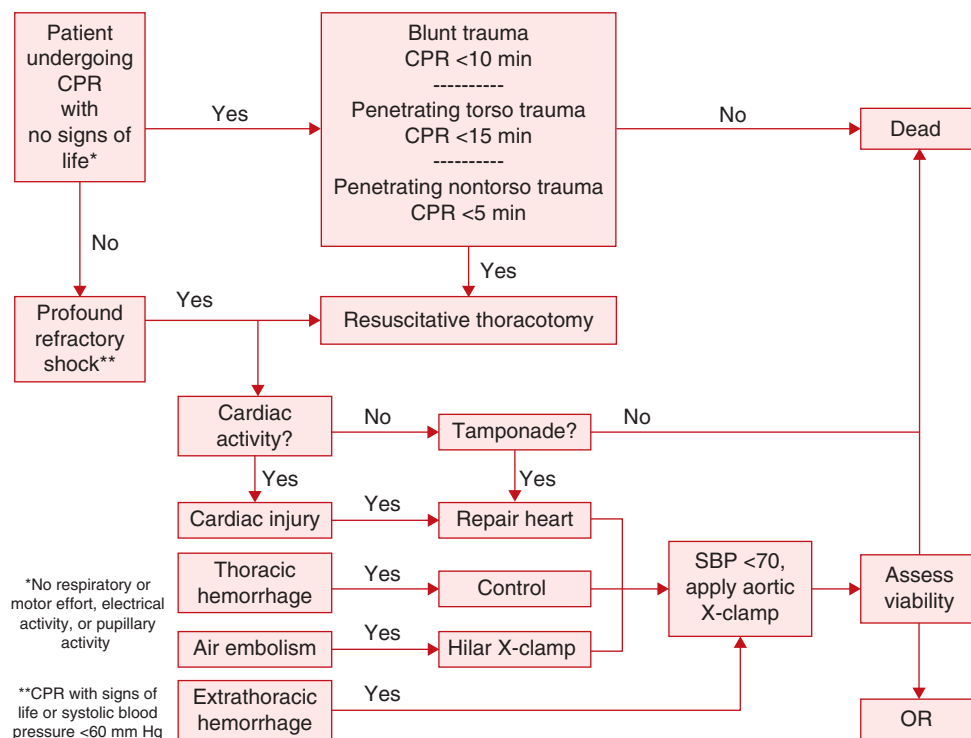 Patient
undergoing
CPR
with
no signs of
life*
Yes
Blunt trauma
CPR <10 min
----------
Penetrating torso trauma
CPR <15 min
----------
Penetrating nontorso trauma
CPR <5 min
No
Dead
No
Yes
Profound
refractory
shock**
Yes
Resuscitative thoracotomy
Cardiac
activity?
No
Tamponade?
No
Yes
Yes
Cardiac injury
Yes
Repair heart
Thoracic
hemorrhage
Yes
Control
SBP <70,
apply aortic
X-clamp
Assess
viability
Air embolism
Yes
Hilar X-clamp
Extrathoracic
hemorrhage
Yes
OR
*No respiratory or
motor effort, electrical
activity, or pupillary
activity
**CPR with signs of
life or systolic blood
pressure <60 mm Hg